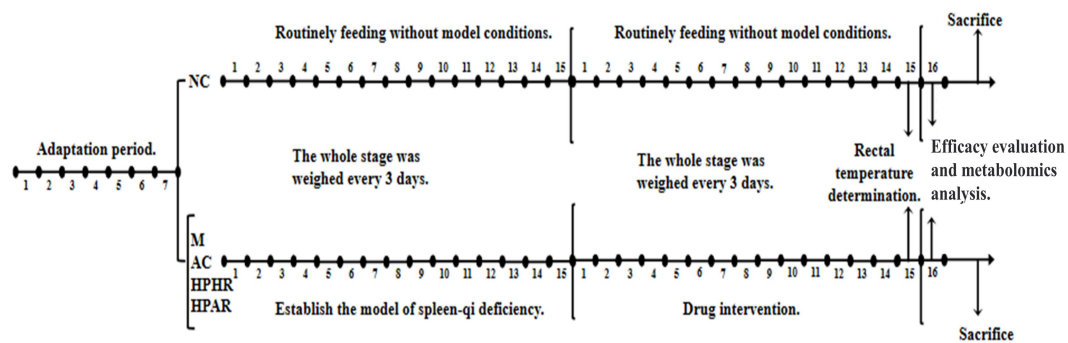 Sacrifice
Routinely feeding without model conditions.
Routinely feeding without model conditions.
1 2 3 4 5 6 7 8 9 10 11 12 13 14 15 1 2 3 4 5 6 7 8 9 10 11 12 13 14 15 16
NC
Adaptation period.
1 2 3 4 5 6 7
The whole stage was
weighed every 3 days.
The whole stage was
weighed every 3 days.
Rectal
temperature
determination.
Efficacy evaluation
and metabolomics
analysis.
M
AC
HPHR
HPAR
1 2 3 4 5 6 7 8 9 10 11 12 13 14 15 1 2 3 4 5 6 7 8 9 10 11 12 13 14 15 16
Establish the model of spleen-qi deficiency.
Drug intervention.
Sacrifice